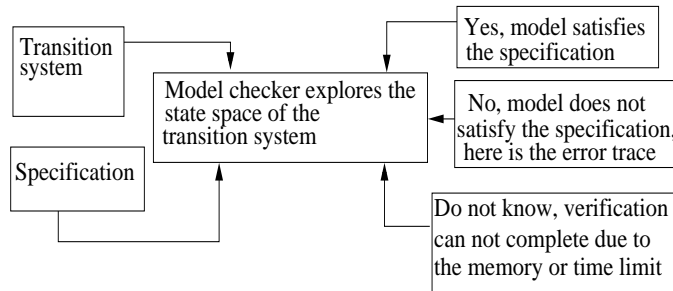 Transition
system
Yes, model satisfies
the specification
Model checker explores the
state space of the
transition system
No, model does not
satisfy the specification,
here is the error trace
Specification
Do not know, verification
can not complete due to
the memory or time limit